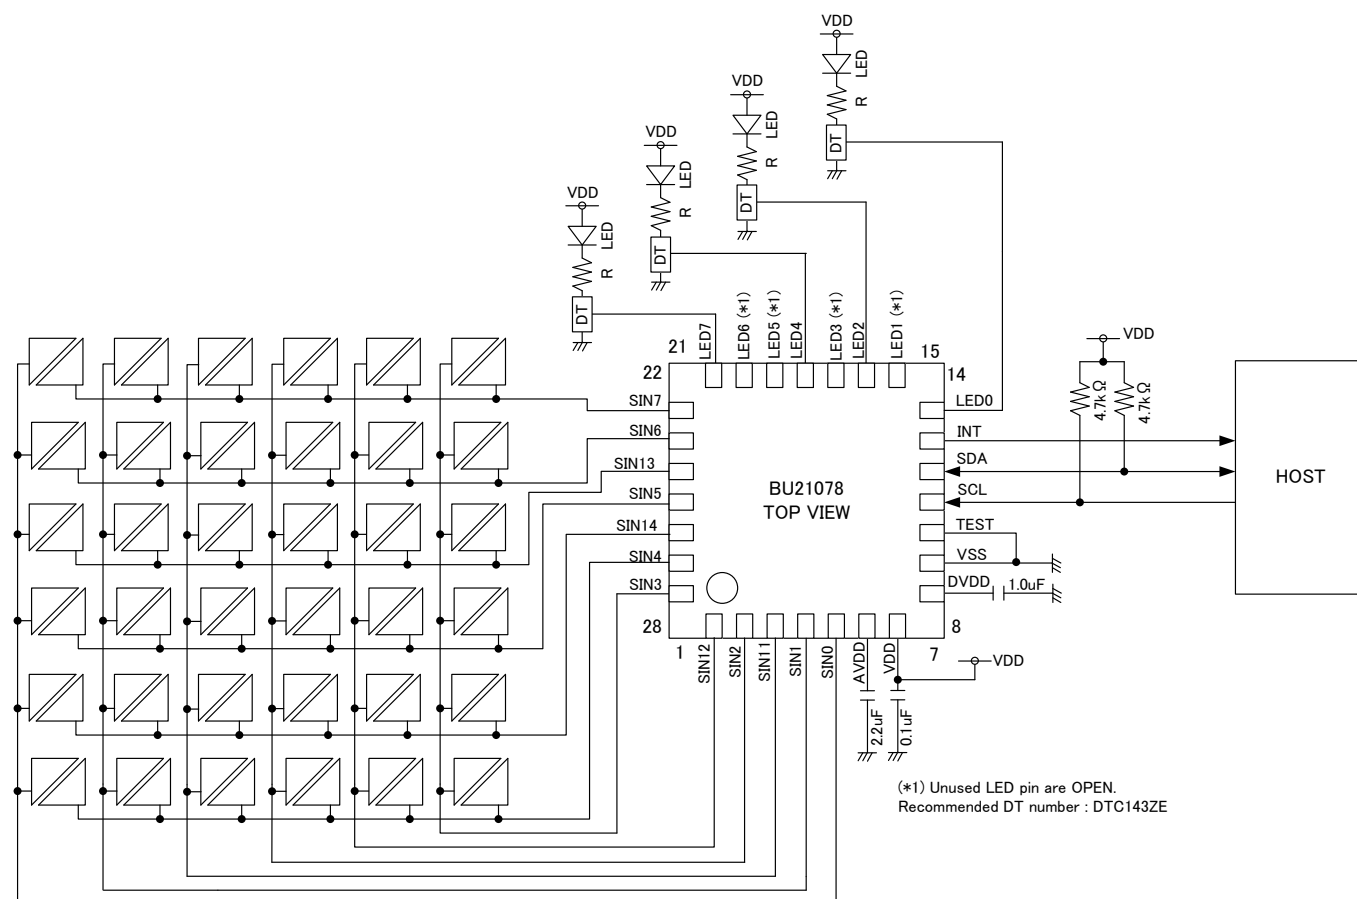 VDD
LED
R
DT
VDD
LED
R
DT
VDD
LED
R
DT
VDD
LED
R
DT
21
LED7
LED6 (*1)
LED5 (*1)
LED4
LED3 (*1)
LED2
LED1 (*1)
15
22
14
SIN7
SIN6
SIN13
SIN5
SIN14
SIN4
SIN3
BU21078
TOP VIEW
LED0
INT
SDA
SCL
TEST
VSS
DVDD
1.0uF
VDD
4.7kΩ
4.7kΩ
HOST
28
8
1
SIN12
SIN2
SIN11
SIN1
SIN0
AVDD
VDD
7
VDD
2.2uF
0.1uF
(*1) Unused LED pin are OPEN.
Recommended DT number : DTC143ZE